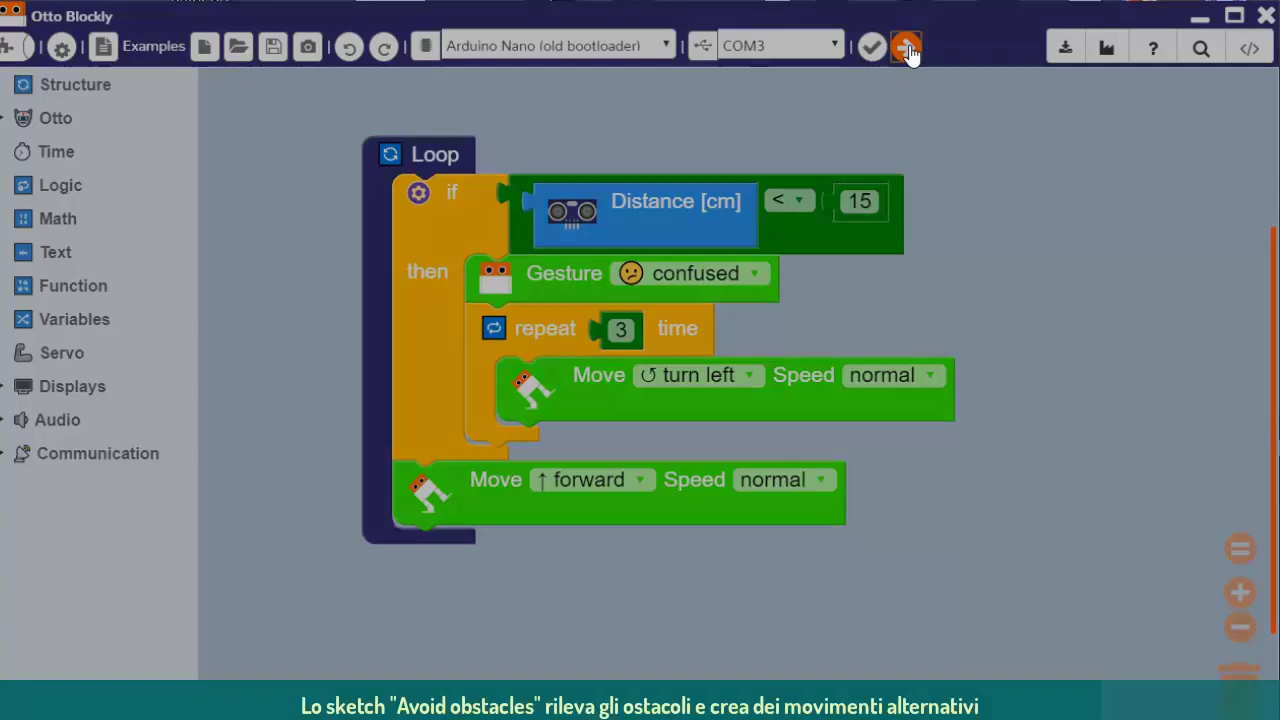 Otto Blockly
Examples
Arduino Nano (old bootloader)
COM3
?
</>
Structure
Otto
Time
Logic
Math
Text
Function
Variables
Servo
Displays
Audio
Communication
Loop
if
Distance [cm]
<
15
then
Gesture confused
repeat 3 time
Move ↺ turn left Speed normal
Move ↑ forward Speed normal
Lo sketch "Avoid obstacles" rileva gli ostacoli e crea dei movimenti alternativi